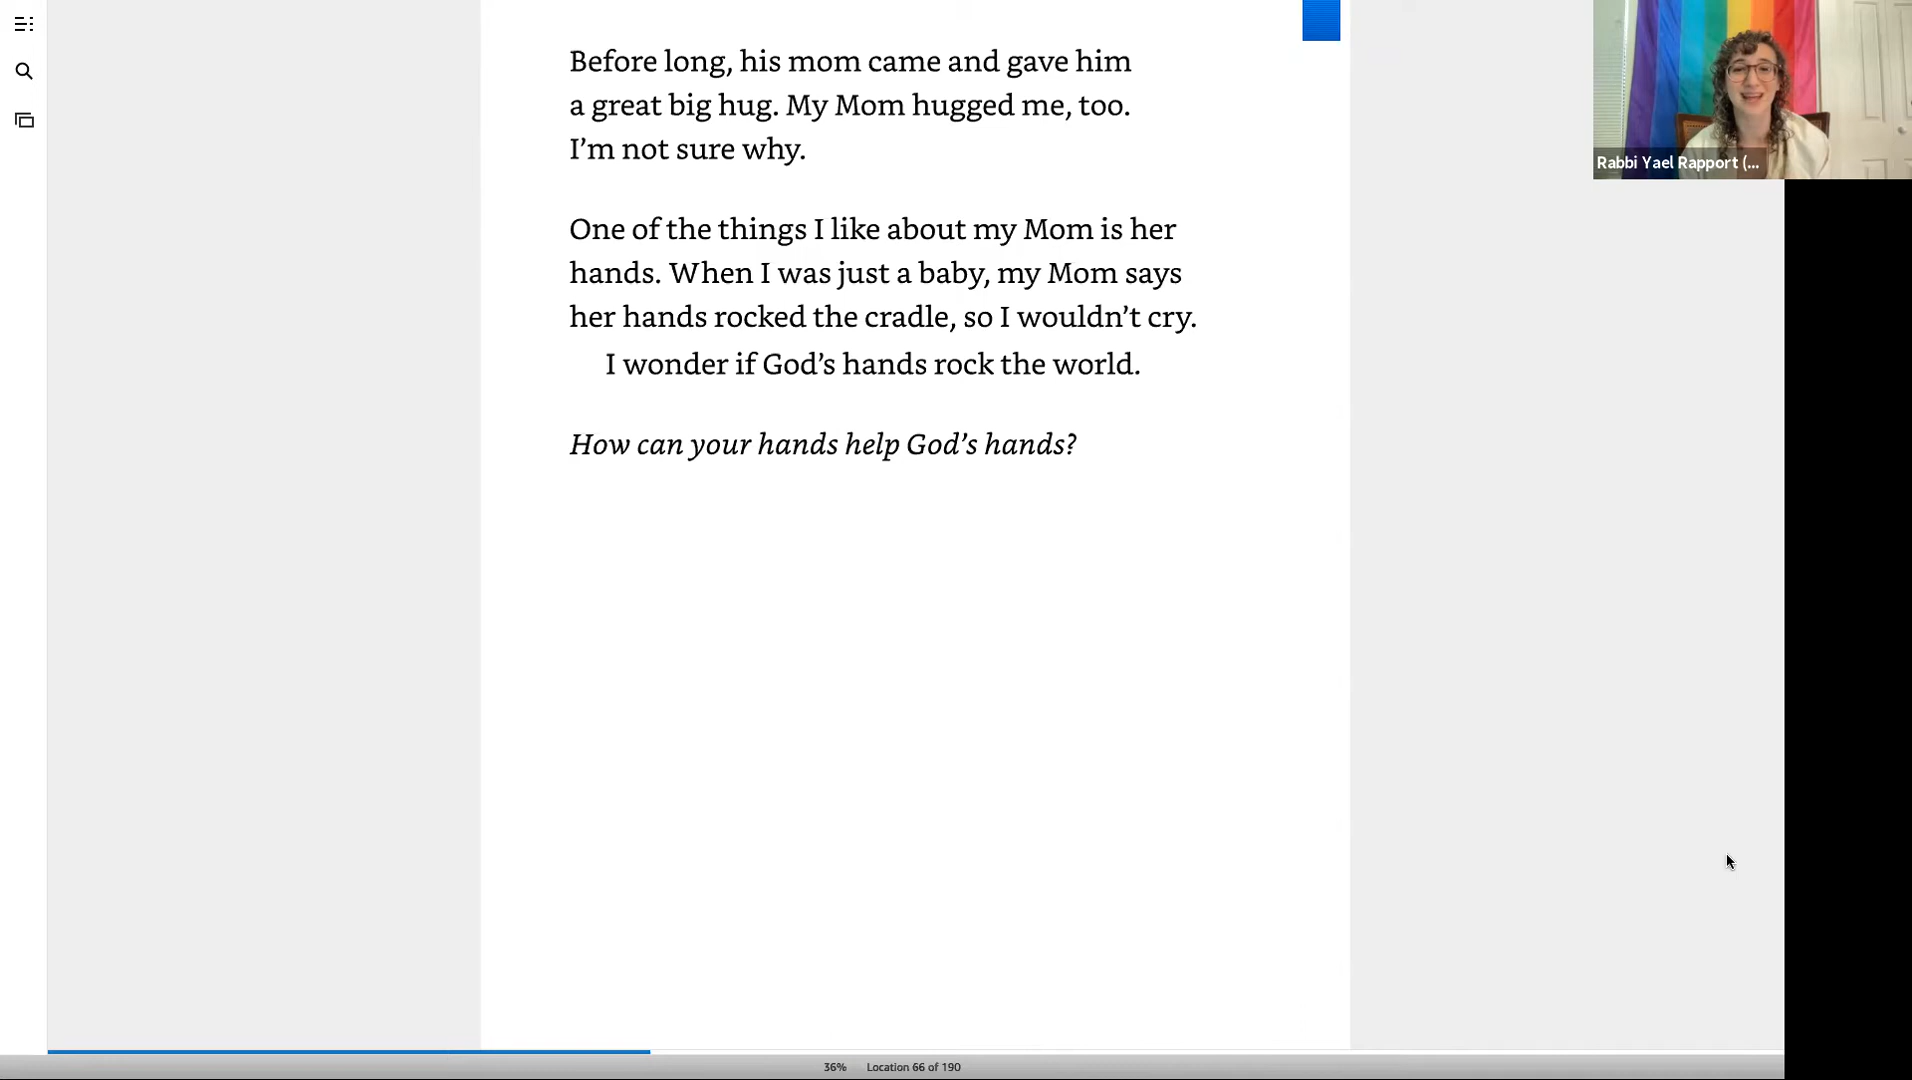 Before long, his mom came and gave him
a great big hug. My Mom hugged me, too.
I’m not sure why.
One of the things I like about my Mom is her
hands. When I was just a baby, my Mom says
her hands rocked the cradle, so I wouldn’t cry.
I wonder if God’s hands rock the world.
How can your hands help God’s hands?
Rabbi Yael Rapport (...
36% Location 66 of 190